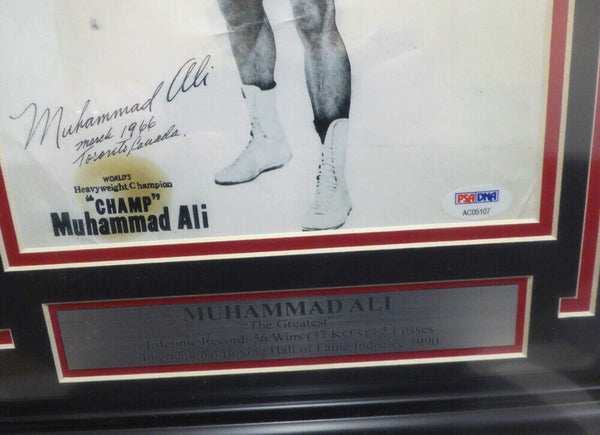 Muhammad Ali
march 1966
Toronto, Canada.
WORLD'S
Heavyweight Champion
"CHAMP"
Muhammad Ali
PSA DNA
AC05107
MUHAMMAD ALI
"The Greatest"
Lifetime Record: 56 Wins (37 KO's) - 5 Losses
International Boxing Hall of Fame Inductee 1990